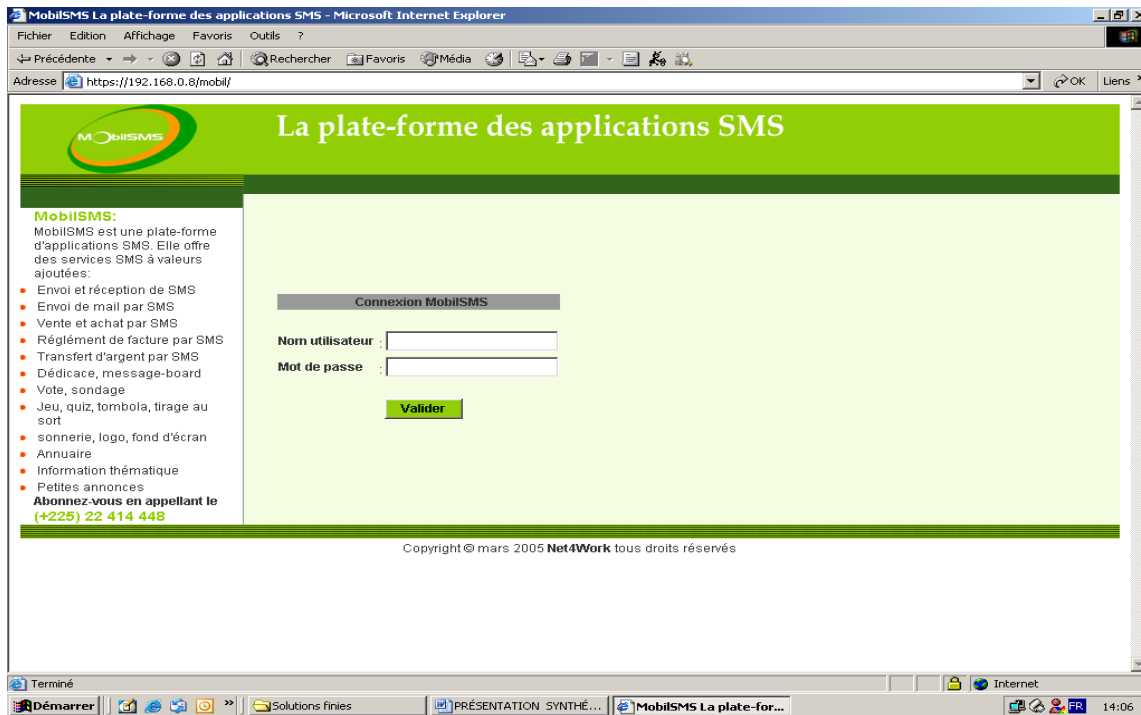 MobilSMS La plate-forme des applications SMS - Microsoft Internet Explorer
Fichier Edition Affichage Favoris Outils ?
Précédente Rechercher Favoris Média
Adresse https://192.168.0.8/mobil/ OK Liens
MObilSMS
La plate-forme des applications SMS
MobilSMS:
MobilSMS est une plate-forme
d'applications SMS. Elle offre
des services SMS à valeurs
ajoutées:
Envoi et réception de SMS
Envoi de mail par SMS
Vente et achat par SMS
Réglément de facture par SMS
Transfert d'argent par SMS
Dédicace, message-board
Vote, sondage
Jeu, quiz, tombola, tirage au
sort
sonnerie, logo, fond d'écran
Annuaire
Information thématique
Petites annonces
Abonnez-vous en appellant le
(+225) 22 414 448
Connexion MobilSMS
Nom utilisateur :
Mot de passe :
Valider
Copyright © mars 2005 Net4Work tous droits réservés
Terminé Internet
Démarrer Solutions finies PRÉSENTATION SYNTHÉ... MobilSMS La plate-for... FR 14:06